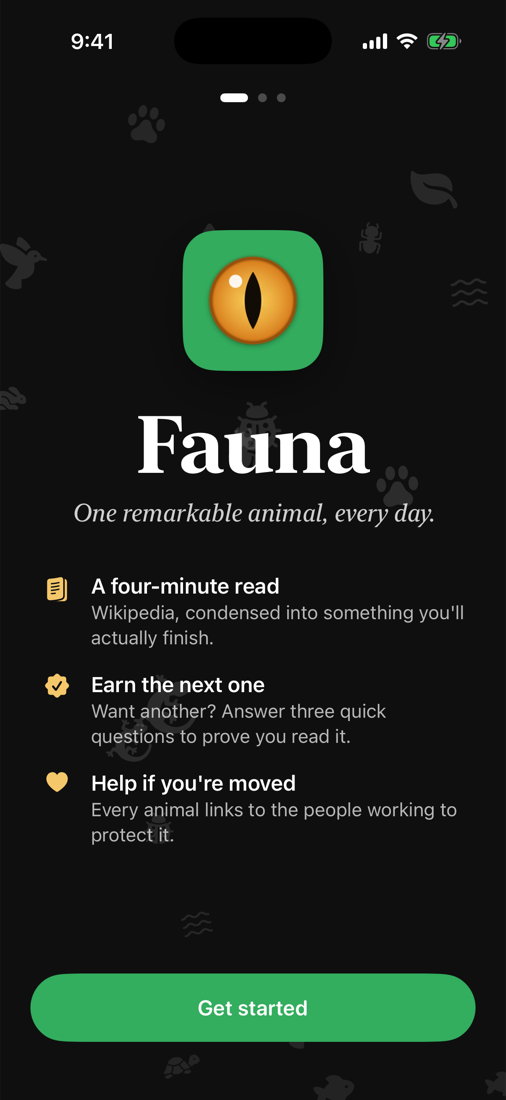 9:41
Fauna
One remarkable animal, every day.
A four-minute read
Wikipedia, condensed into something you'll
actually finish.
Earn the next one
Want another? Answer three quick
questions to prove you read it.
Help if you're moved
Every animal links to the people working to
protect it.
Get started